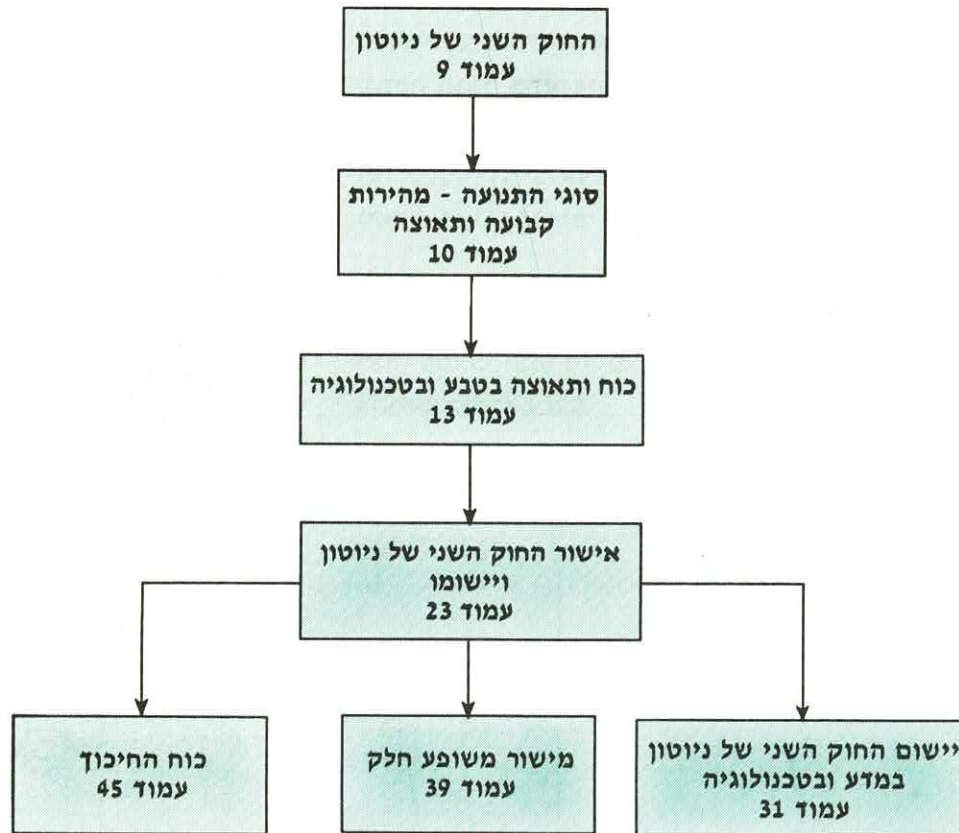 החוק השני של ניוטון
עמוד 9
סוגי התנועה - מהירות
קבועה ותאוצה
עמוד 10
כוח ותאוצה בטבע ובטכנולוגיה
עמוד 13
אישור החוק השני של ניוטון
ויישומו
עמוד 23
יישום החוק השני של ניוטון
במדע ובטכנולוגיה
עמוד 31
מישור משופע חלק
עמוד 39
כוח החיכוך
עמוד 45